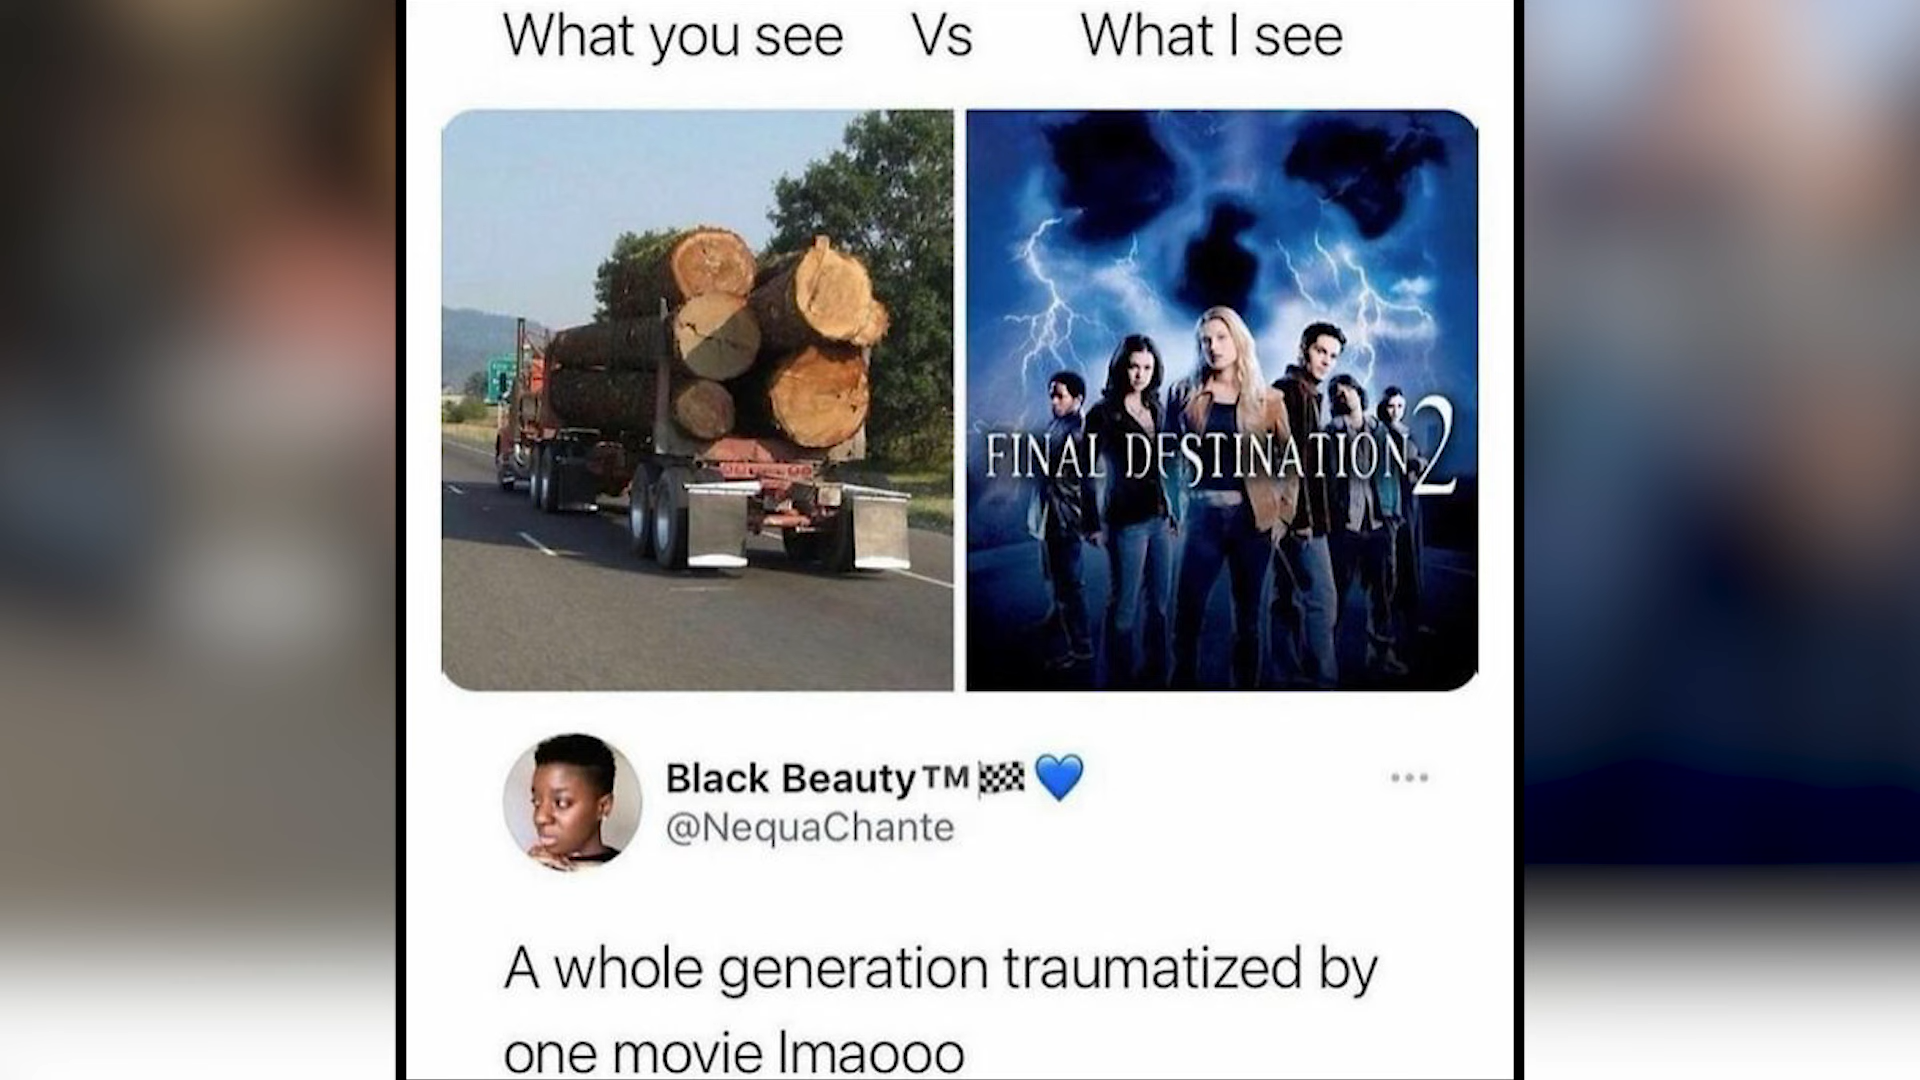 What you see Vs What I see
FINAL DESTINATION 2
Black Beauty™🏁💙
@NequaChante
A whole generation traumatized by
one movie lmaooo